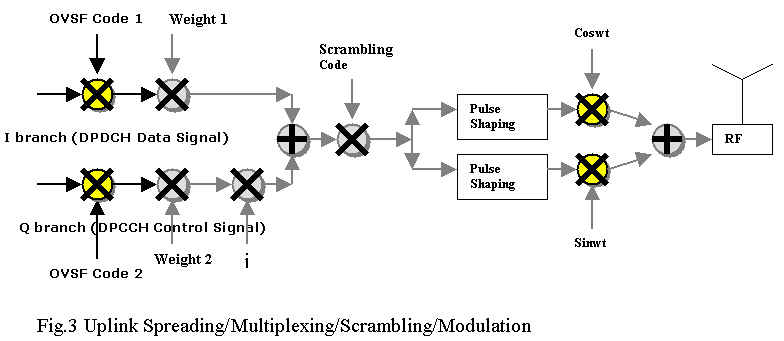 OVSF Code 1
Weight 1
Scrambling
Code
Coswt
I branch (DPDCH Data Signal)
Pulse
Shaping
RF
Pulse
Shaping
Q branch (DPCCH Control Signal)
Weight 2
i
Sinwt
OVSF Code 2
Fig.3 Uplink Spreading/Multiplexing/Scrambling/Modulation